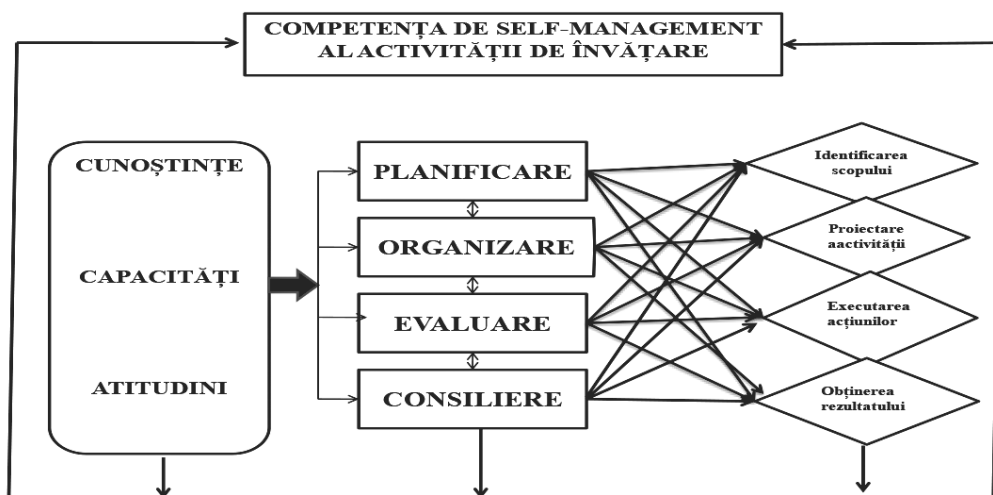 COMPETENȚA DE SELF-MANAGEMENT
AL ACTIVITĂȚII DE ÎNVĂȚARE
CUNOȘTINȚE
CAPACITĂȚI
ATITUDINI
PLANIFICARE
ORGANIZARE
EVALUARE
CONSILIERE
Identificarea
scopului
Proiectare
aactivității
Executarea
acțiunilor
Obținerea
rezultatului